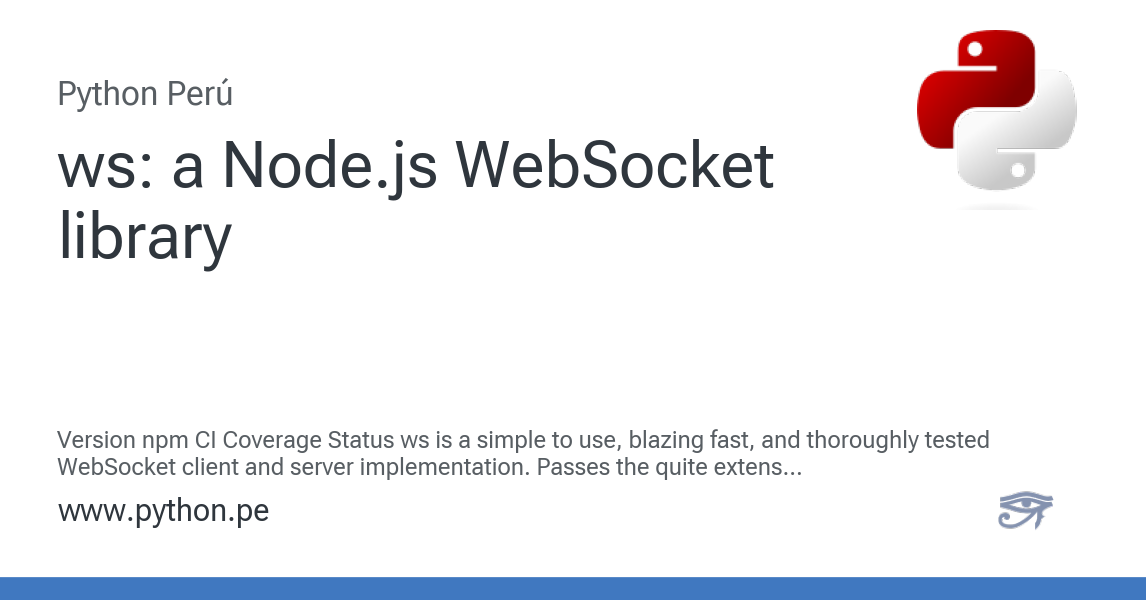 Python Perú
ws: a Node.js WebSocket
library
Version npm CI Coverage Status ws is a simple to use, blazing fast, and thoroughly tested
WebSocket client and server implementation. Passes the quite extens...
www.python.pe